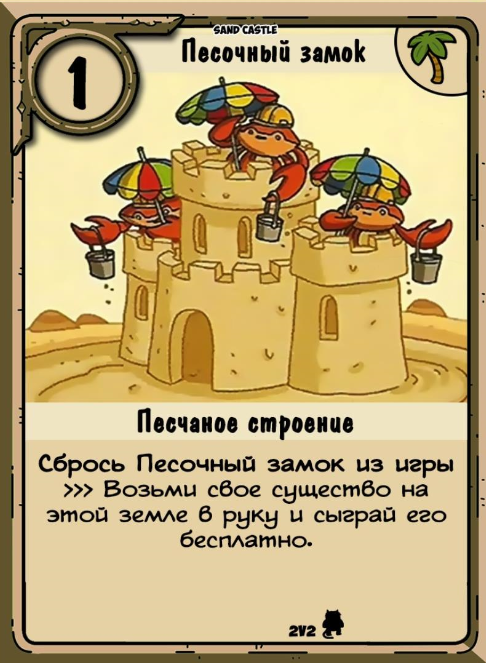 SAND CASTLE
Песочный замок
1
Песчаное строение
Сбрось Песочный замок из игры
>>> Возьми свое существо на
этой земле в руку и сыграй его
бесплатно.
2V2